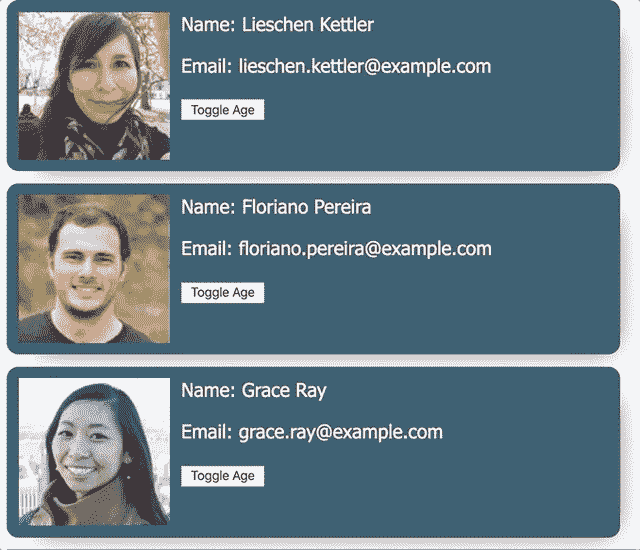 Name: Lieschen Kettler
Email: lieschen.kettler@example.com
Toggle Age
Name: Floriano Pereira
Email: floriano.pereira@example.com
Toggle Age
Name: Grace Ray
Email: grace.ray@example.com
Toggle Age